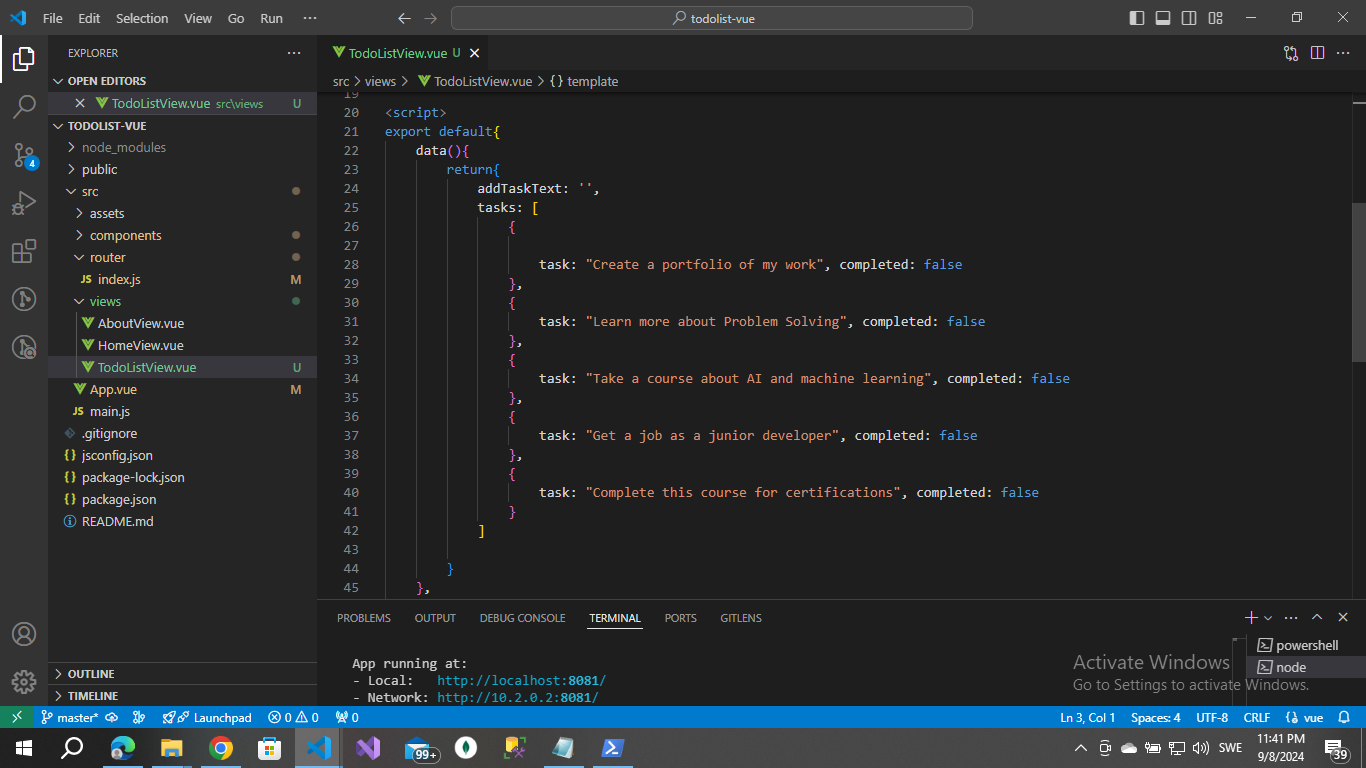 File Edit Selection View Go Run ···
todolist-vue
EXPLORER
OPEN EDITORS
TodoListView.vue src\views U
TODOLIST-VUE
node_modules
public
src
assets
components
router
JS index.js M
views
AboutView.vue
HomeView.vue
TodoListView.vue U
App.vue M
JS main.js
.gitignore
{} jsconfig.json
{} package-lock.json
{} package.json
README.md
OUTLINE
TIMELINE
4
TodoListView.vue U
src > views > TodoListView.vue > {} template
19
20 <script>
21 export default{
22 data(){
23 return{
24 addTaskText: '',
25 tasks: [
26 {
27
28 task: "Create a portfolio of my work", completed: false
29 },
30 {
31 task: "Learn more about Problem Solving", completed: false
32 },
33 {
34 task: "Take a course about AI and machine learning", completed: false
35 },
36 {
37 task: "Get a job as a junior developer", completed: false
38 },
39 {
40 task: "Complete this course for certifications", completed: false
41 }
42 ]
43
44 }
45 },
PROBLEMS OUTPUT DEBUG CONSOLE TERMINAL PORTS GITLENS
App running at:
- Local: http://localhost:8081/
- Network: http://10.2.0.2:8081/
powershell
node
Activate Windows
Go to Settings to activate Windows.
master* Launchpad 0 0 0
Ln 3, Col 1 Spaces: 4 UTF-8 CRLF {} vue
99+
SWE
11:41 PM
9/8/2024
39